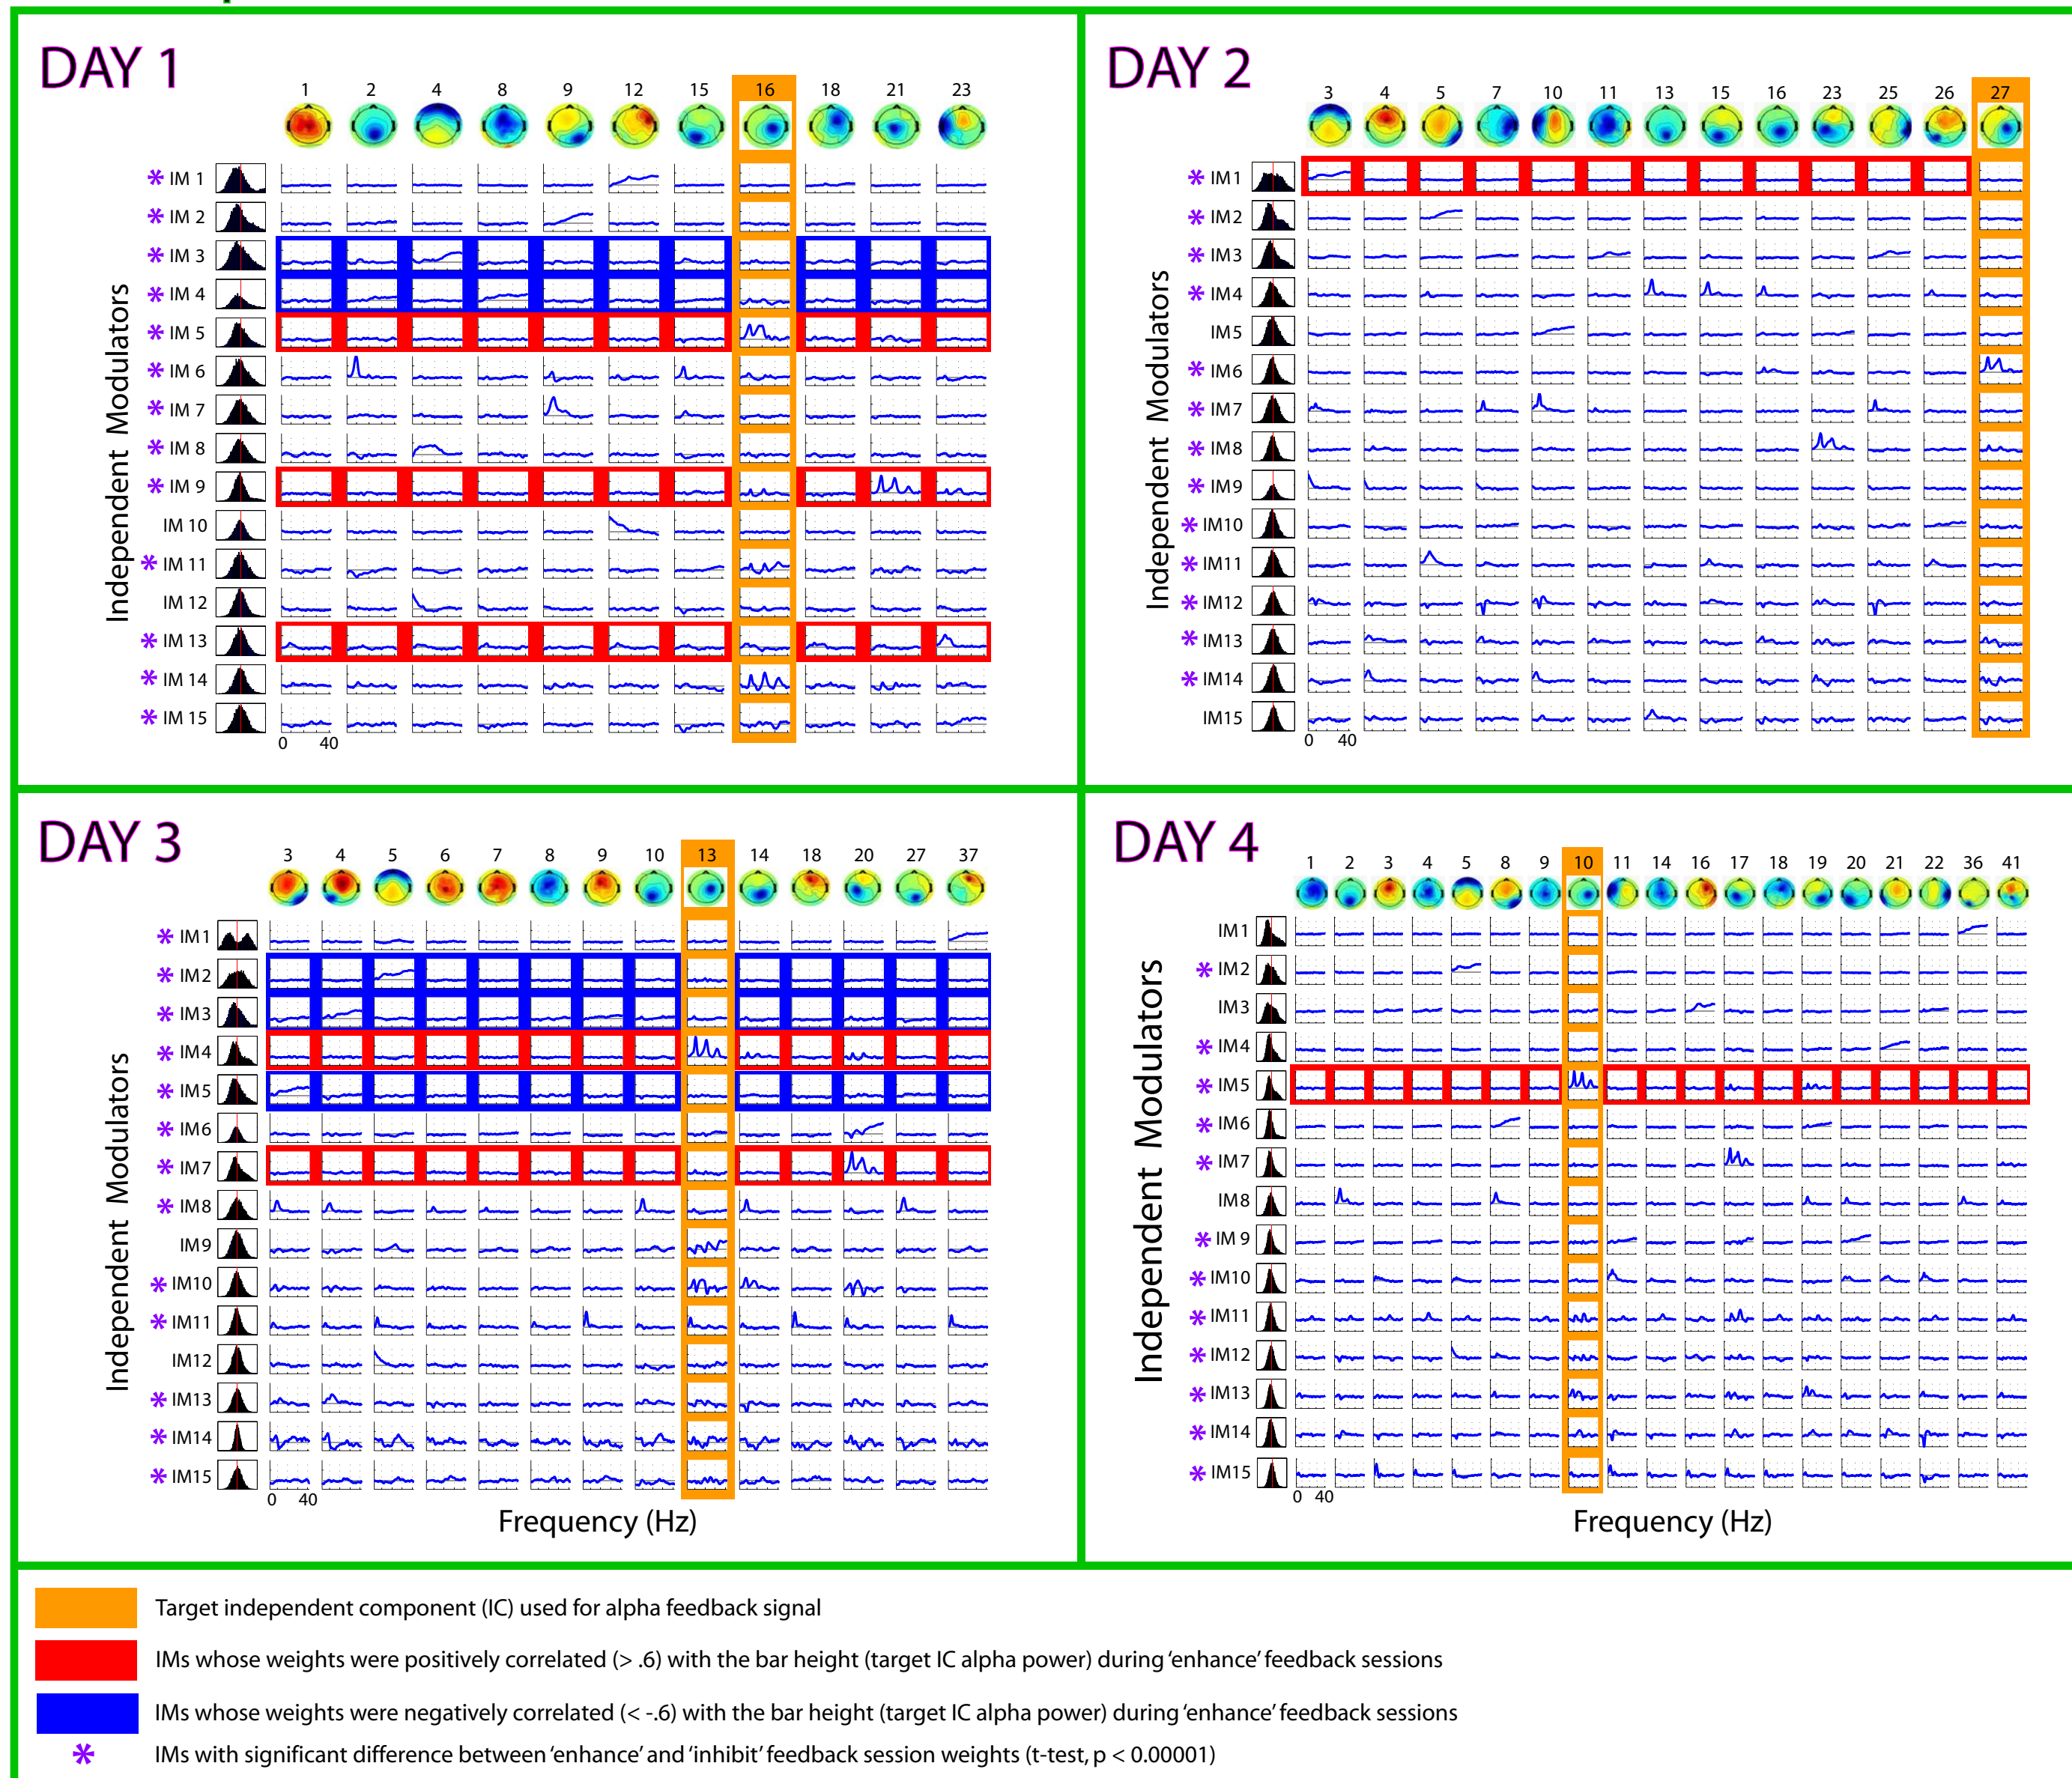 DAY 1
1 2 4 8 9 12 15 16 18 21 23
Independent Modulators
* IM 1
* IM 2
* IM 3
* IM 4
* IM 5
* IM 6
* IM 7
* IM 8
* IM 9
IM 10
* IM 11
IM 12
* IM 13
* IM 14
* IM 15
0 40
DAY 2
3 4 5 7 10 11 13 15 16 23 25 26 27
Independent Modulators
* IM1
* IM2
* IM3
* IM4
IM5
* IM6
* IM7
* IM8
* IM9
* IM10
* IM11
* IM12
* IM13
* IM14
IM15
0 40
DAY 3
3 4 5 6 7 8 9 10 13 14 18 20 27 37
Independent Modulators
* IM1
* IM2
* IM3
* IM4
* IM5
* IM6
* IM7
* IM8
IM9
* IM10
* IM11
IM12
* IM13
* IM14
* IM15
0 40
Frequency (Hz)
DAY 4
1 2 3 4 5 8 9 10 11 14 16 17 18 19 20 21 22 36 41
Independent Modulators
IM1
* IM2
IM3
* IM4
* IM5
* IM6
* IM7
IM8
* IM 9
* IM10
* IM11
* IM12
* IM13
* IM14
* IM15
0 40
Frequency (Hz)
Target independent component (IC) used for alpha feedback signal
IMs whose weights were positively correlated (> .6) with the bar height (target IC alpha power) during 'enhance' feedback sessions
IMs whose weights were negatively correlated (< -.6) with the bar height (target IC alpha power) during 'enhance' feedback sessions
* IMs with significant difference between 'enhance' and 'inhibit' feedback session weights (t-test, p < 0.00001)